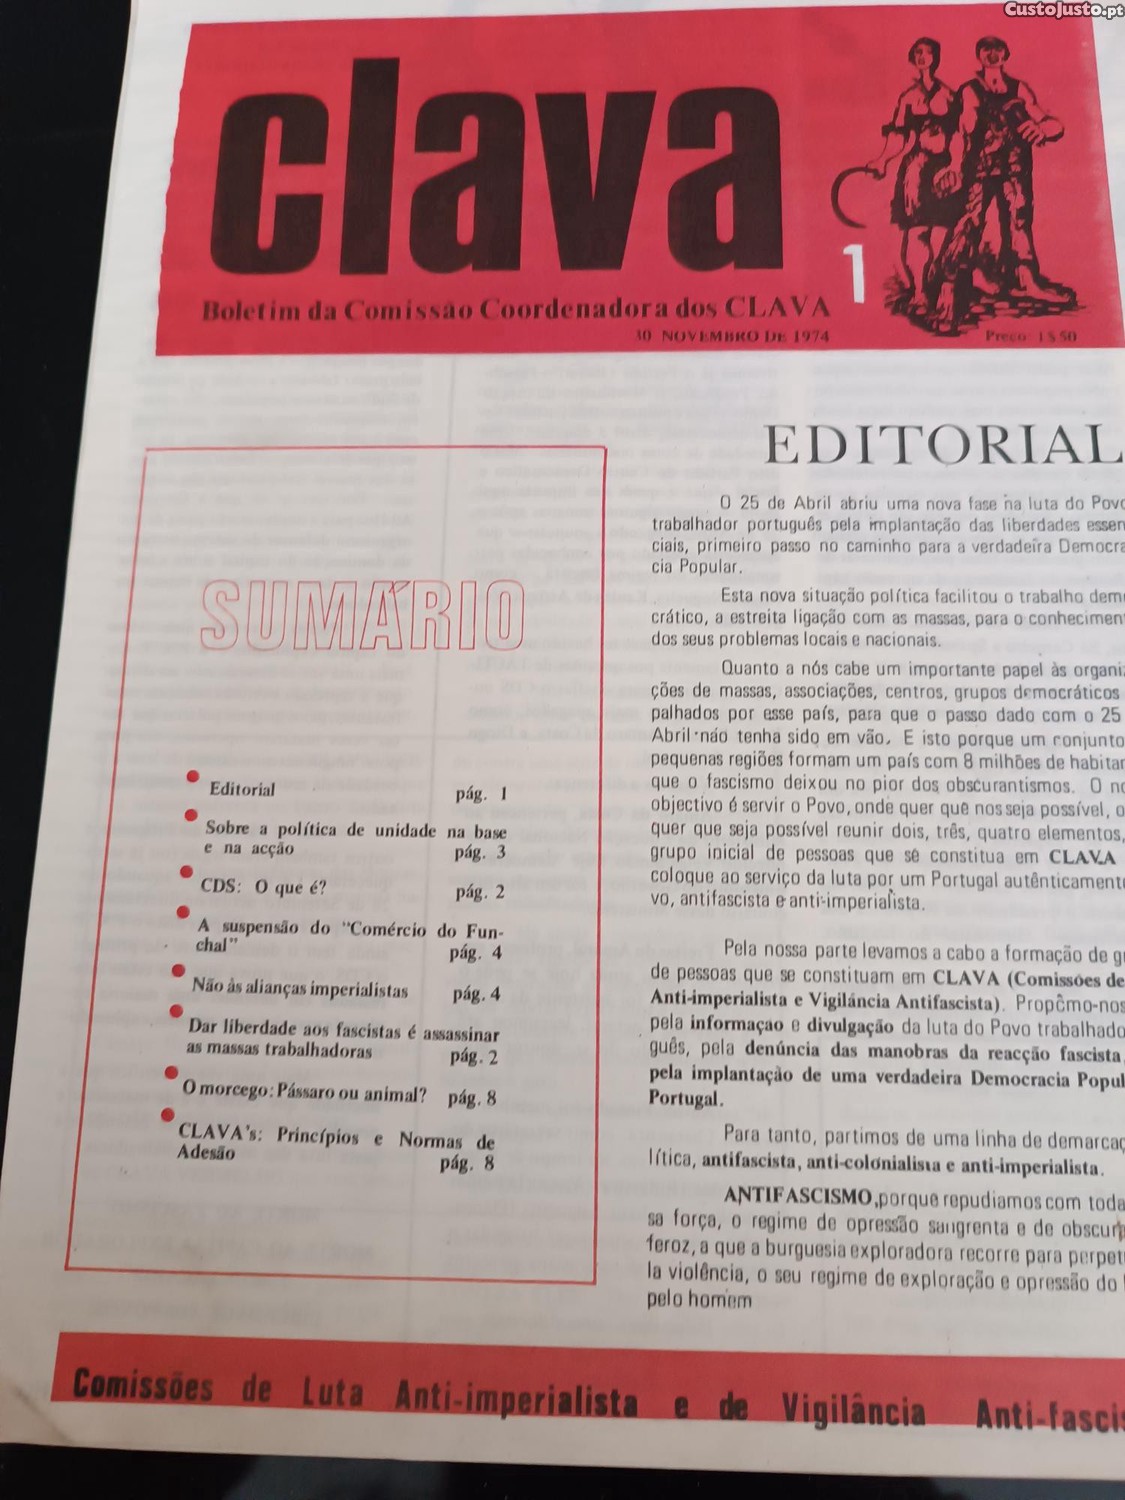 CustoJusto.pt
clava
1
Boletim da Comissão Coordenadora dos CLAVA
30 NOVEMBRO DE 1974
Preço: 1$50
SUMÁRIO
Editorial pág. 1
Sobre a política de unidade na base
e na acção pág. 3
CDS: O que é? pág. 2
A suspensão do "Comércio do Fun-
chal" pág. 4
Não às alianças imperialistas pág. 4
Dar liberdade aos fascistas é assassinar
as massas trabalhadoras pág. 2
O morcego: Pássaro ou animal? pág. 8
CLAVA's: Princípios e Normas de
Adesão pág. 8
EDITORIAL
O 25 de Abril abriu uma nova fase na luta do Povo
trabalhador português pela implantação das liberdades essen
ciais, primeiro passo no caminho para a verdadeira Democra
cia Popular.
Esta nova situação política facilitou o trabalho dem
crático, a estreita ligação com as massas, para o conhecimen
dos seus problemas locais e nacionais.
Quanto a nós cabe um importante papel às organiz
ções de massas, associações, centros, grupos democráticos
palhados por esse país, para que o passo dado com o 25
Abril não tenha sido em vão. E isto porque um conjunto
pequenas regiões formam um país com 8 milhões de habitan
que o fascismo deixou no pior dos obscurantismos. O no
objectivo é servir o Povo, onde quer quê nos seja possível, o
quer que seja possível reunir dois, três, quatro elementos,
grupo inicial de pessoas que se constitua em CLAVA
coloque ao serviço da luta por um Portugal autênticament
vo, antifascista e anti-imperialista.
Pela nossa parte levamos a cabo a formação de g
de pessoas que se constituam em CLAVA (Comissões de
Anti-imperialista e Vigilância Antifascista). Propômo-nos
pela informação e divulgação da luta do Povo trabalhado
guês, pela denúncia das manobras da reacção fascista
pela implantação de uma verdadeira Democracia Popul
Portugal.
Para tanto, partimos de uma linha de demarcaç
lítica, antifascista, anti-colonialista e anti-imperialista.
ANTIFASCISMO, porque repudiamos com toda
sa força, o regime de opressão sangrenta e de obscur
feroz, a que a burguesia exploradora recorre para perpet
la violência, o seu regime de exploração e opressão do
pelo homem
Comissões de Luta Anti-imperialista e de Vigilância Anti-fascis